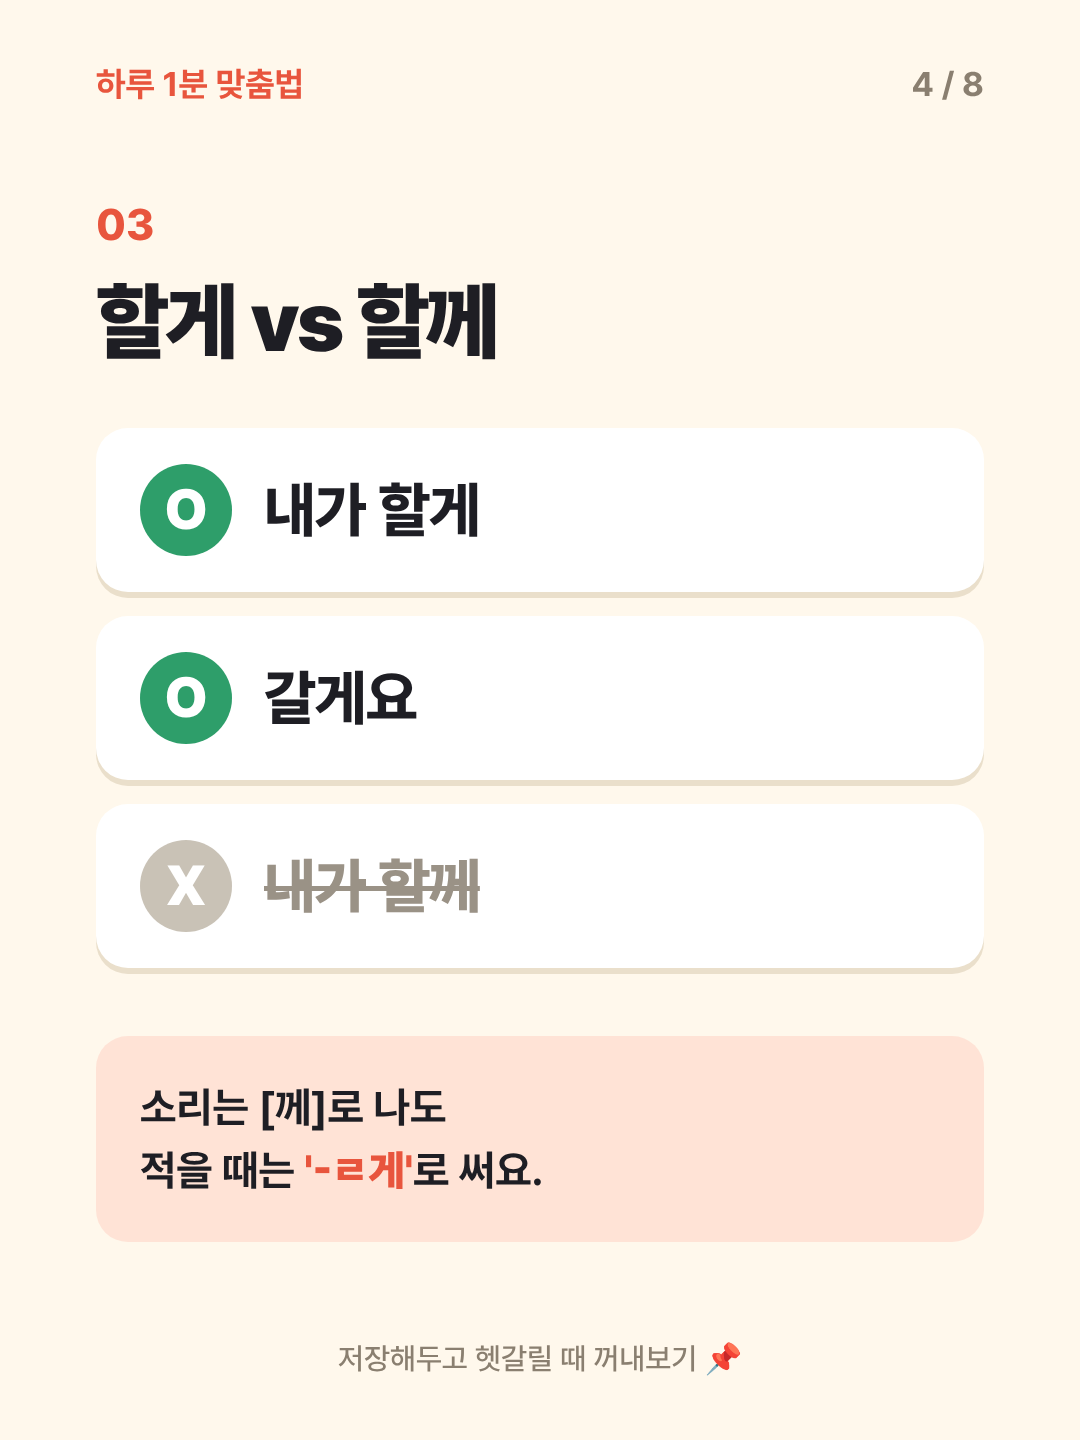 하루 1분 맞춤법
4 / 8
03
할게 vs 할께
O 내가 할게
O 갈게요
X 내가 할께
소리는 [께]로 나도
적을 때는 '-ㄹ게'로 써요.
저장해두고 헷갈릴 때 꺼내보기 📌